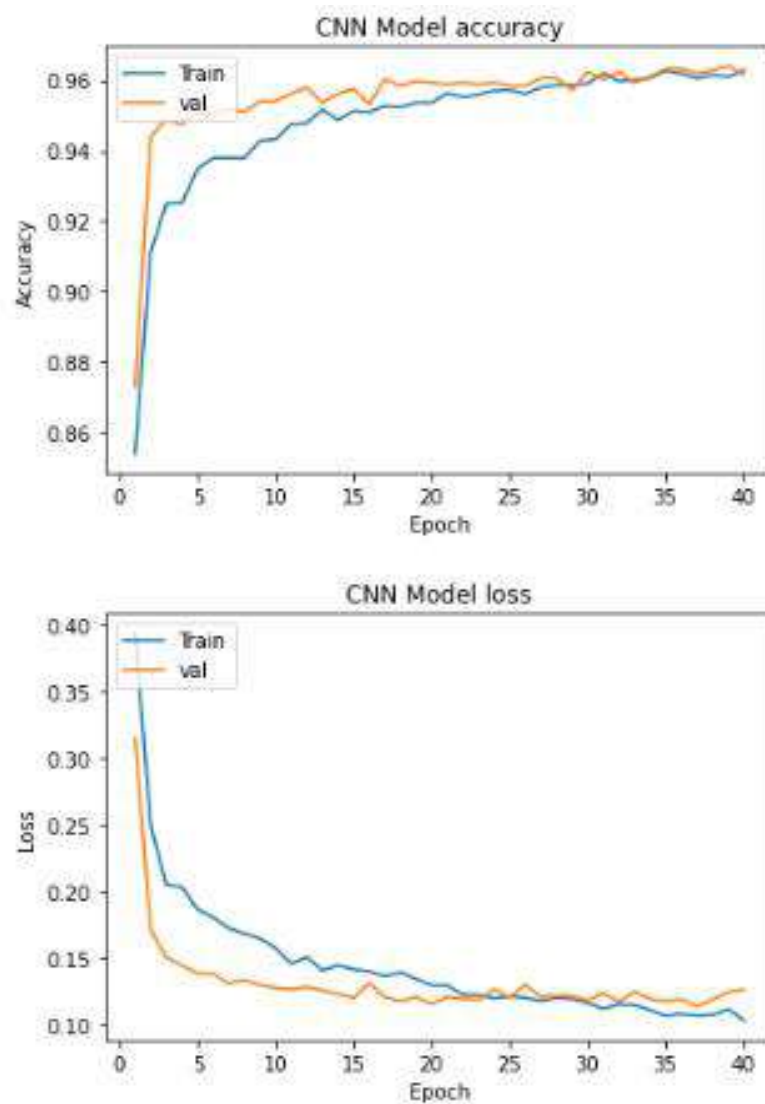 CNN Model accuracy
Train
val
0.96
0.94
0.92
0.90
0.88
0.86
Accuracy
0 5 10 15 20 25 30 35 40
Epoch
CNN Model loss
Train
val
0.40
0.35
0.30
0.25
0.20
0.15
0.10
Loss
0 5 10 15 20 25 30 35 40
Epoch